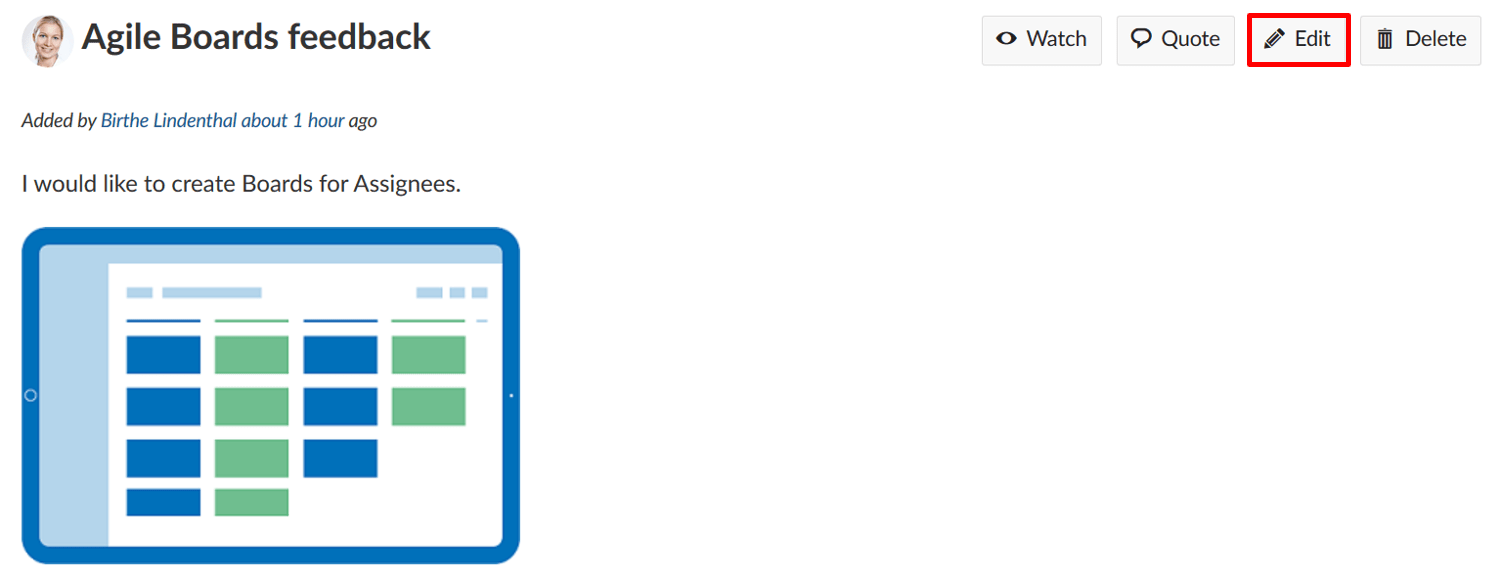 Agile Boards feedback
Watch
Quote
Edit
Delete
Added by Birthe Lindenthal about 1 hour ago
I would like to create Boards for Assignees.